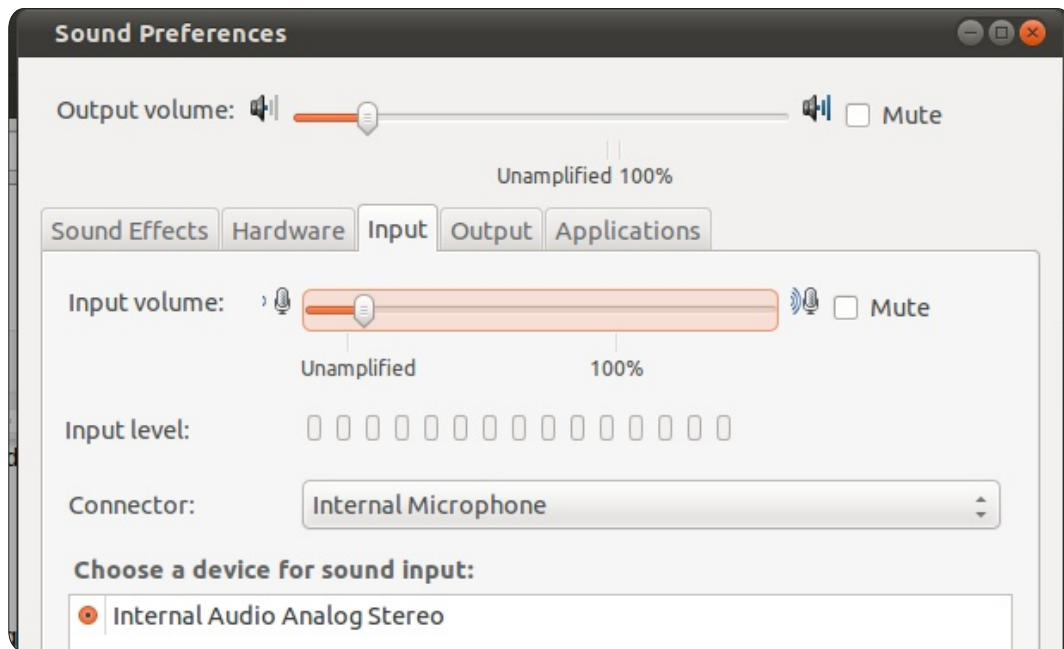 Sound Preferences
Output volume: Mute
Unamplified 100%
Sound Effects Hardware Input Output Applications
Input volume: Mute
Unamplified 100%
Input level:
Connector: Internal Microphone
Choose a device for sound input:
Internal Audio Analog Stereo